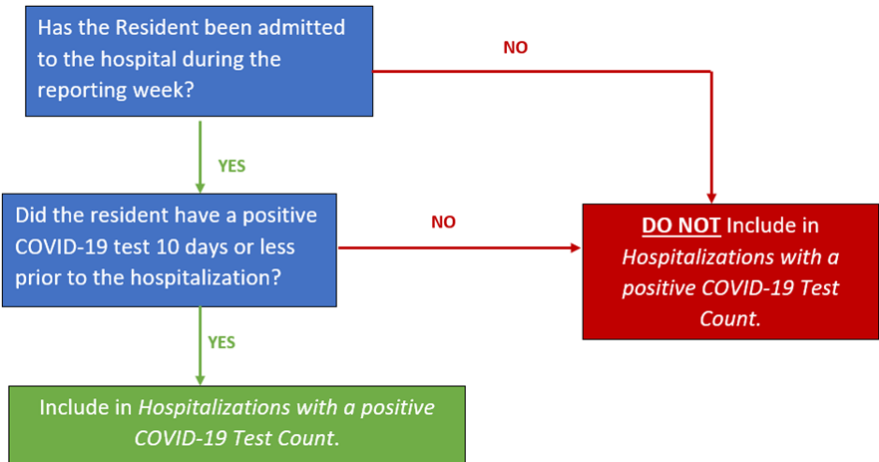 Has the Resident been admitted
to the hospital during the
reporting week?
NO
YES
Did the resident have a positive
COVID-19 test 10 days or less
prior to the hospitalization?
NO
DO NOT Include in
Hospitalizations with a
positive COVID-19 Test
Count.
YES
Include in Hospitalizations with a positive
COVID-19 Test Count.